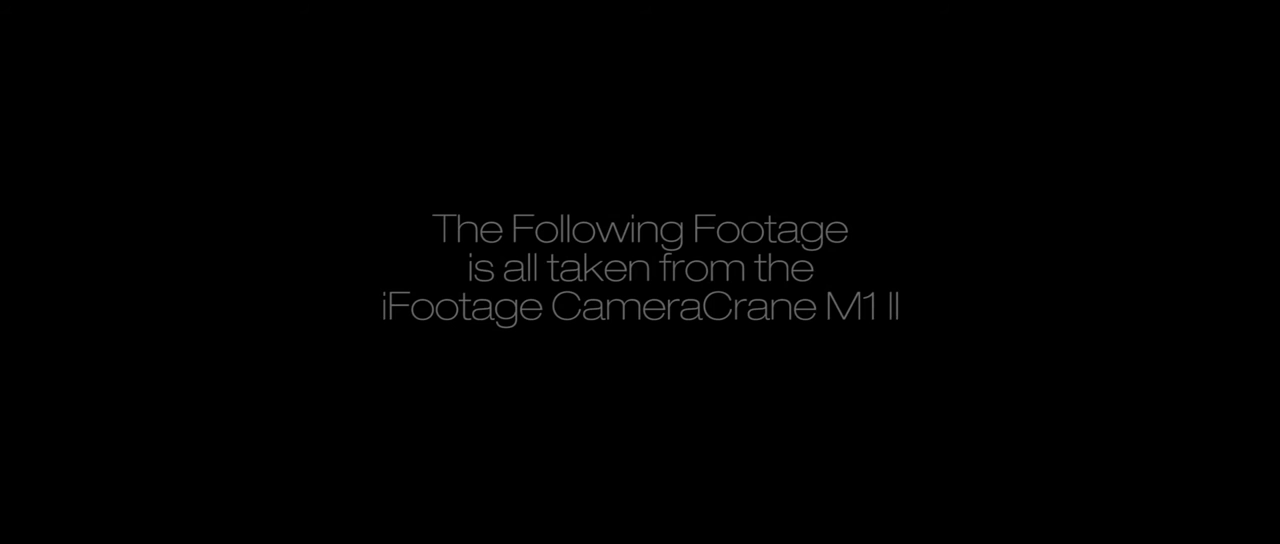 The Following Footage
is all taken from the
iFootage CameraCrane M1 II